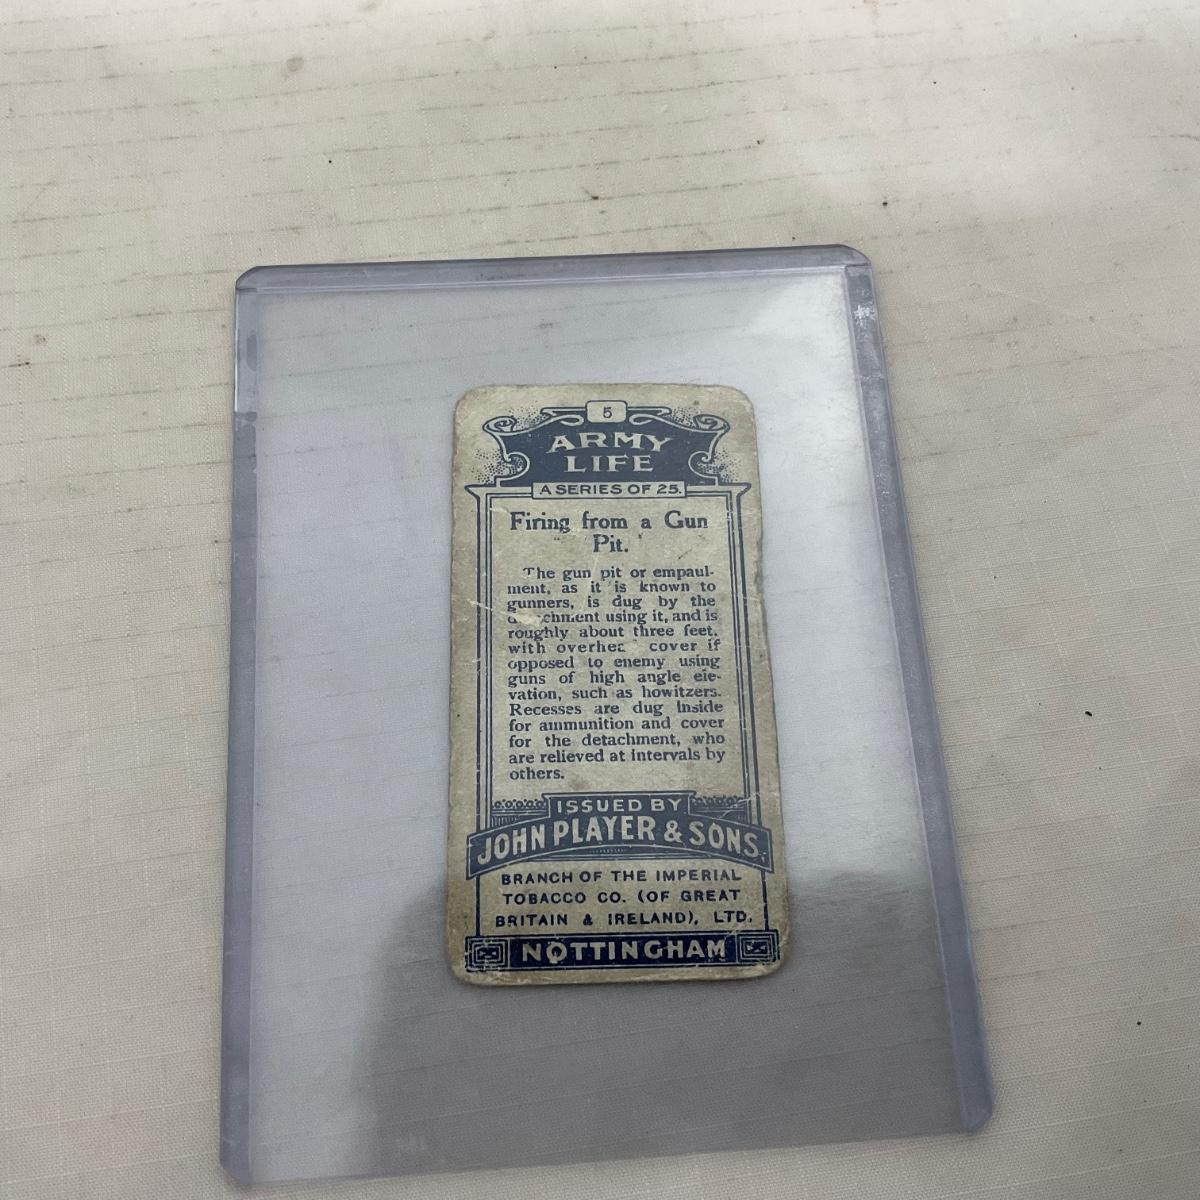 5
ARMY
LIFE
A SERIES OF 25.
Firing from a Gun
Pit.
The gun pit or empaul-
ment, as it is known to
gunners, is dug by the
using it, and is
roughly about three feet,
with cover if
opposed to enemy using
guns of high angle ele-
vation, such as howitzers.
Recesses are dug inside
for ammunition and cover
for the detachment, who
are relieved at intervals by
others.
ISSUED BY
JOHN PLAYER & SONS,
BRANCH OF THE IMPERIAL
TOBACCO CO. (OF GREAT
BRITAIN & IRELAND), LTD.
NOTTINGHAM